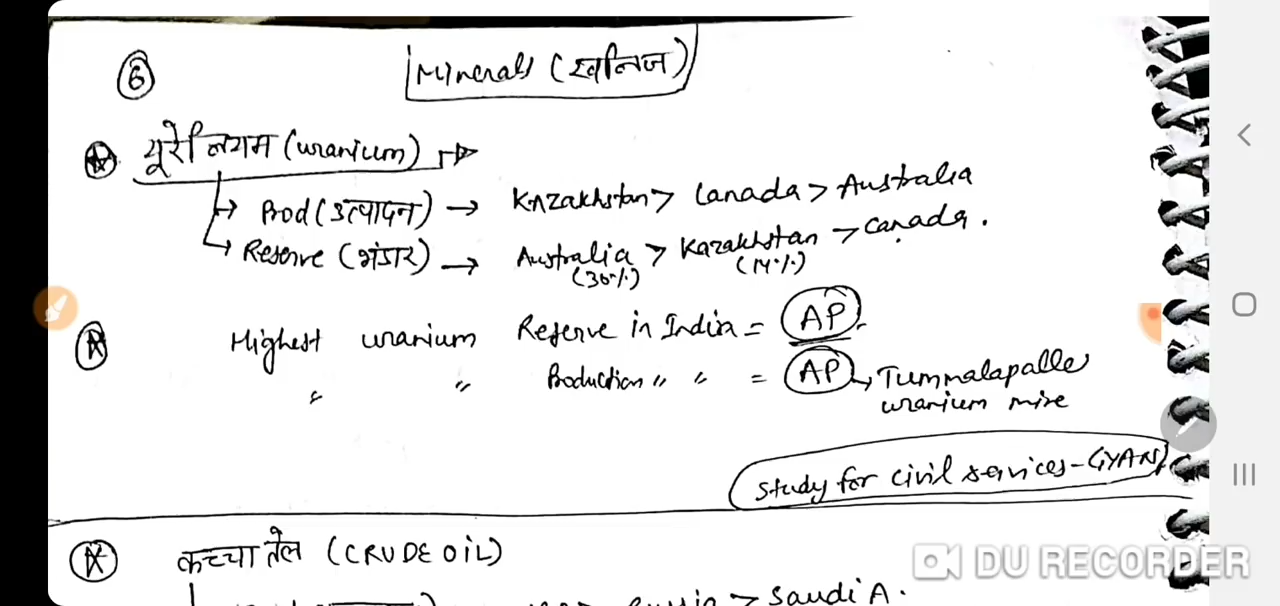 6
Minerals (खनिज)
यूरेनियम (uranium)
Prod (उत्पादन) → Kazakhstan > Canada > Australia
Reserve (भंडार) → Australia > Kazakhstan > Canada.
(30%) (14%)
Highest uranium Reserve in India = AP.
〃 〃 Production 〃 〃 = AP → Tummalapalle
uranium mine
Study for civil services - GYAN
कच्चा तेल (CRUDE OIL)
> Saudi A.
DU RECORDER